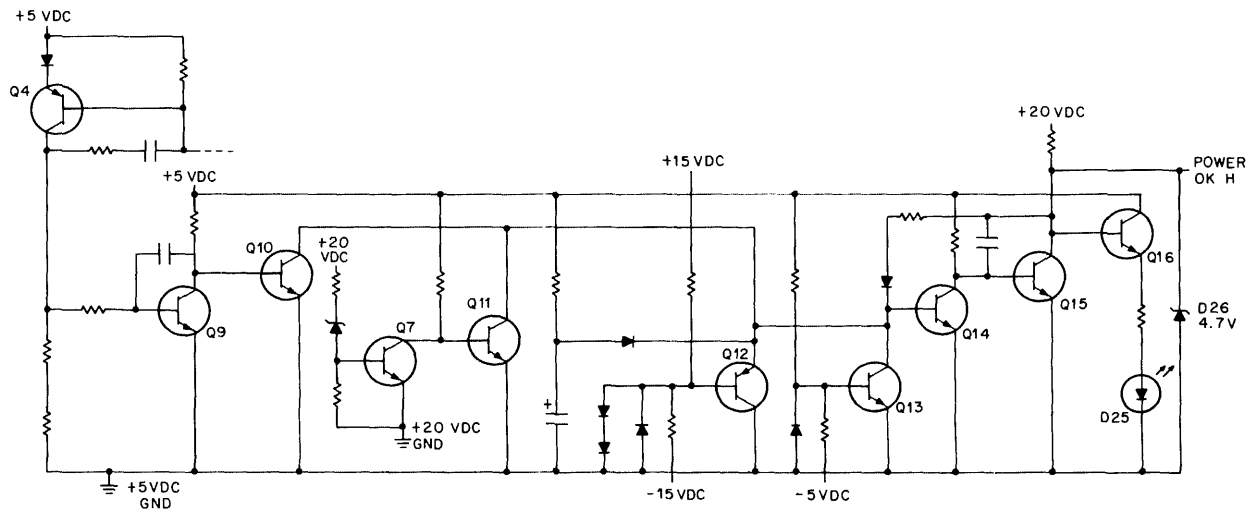 +5 VDC
Q4
+5 VDC
Q9
Q10
+20
VDC
Q7
+20 VDC
GND
Q11
+15 VDC
Q12
-15 VDC
-5 VDC
Q13
Q14
Q15
+20 VDC
POWER
OK H
Q16
D26
4.7V
D25
+5VDC
GND
+